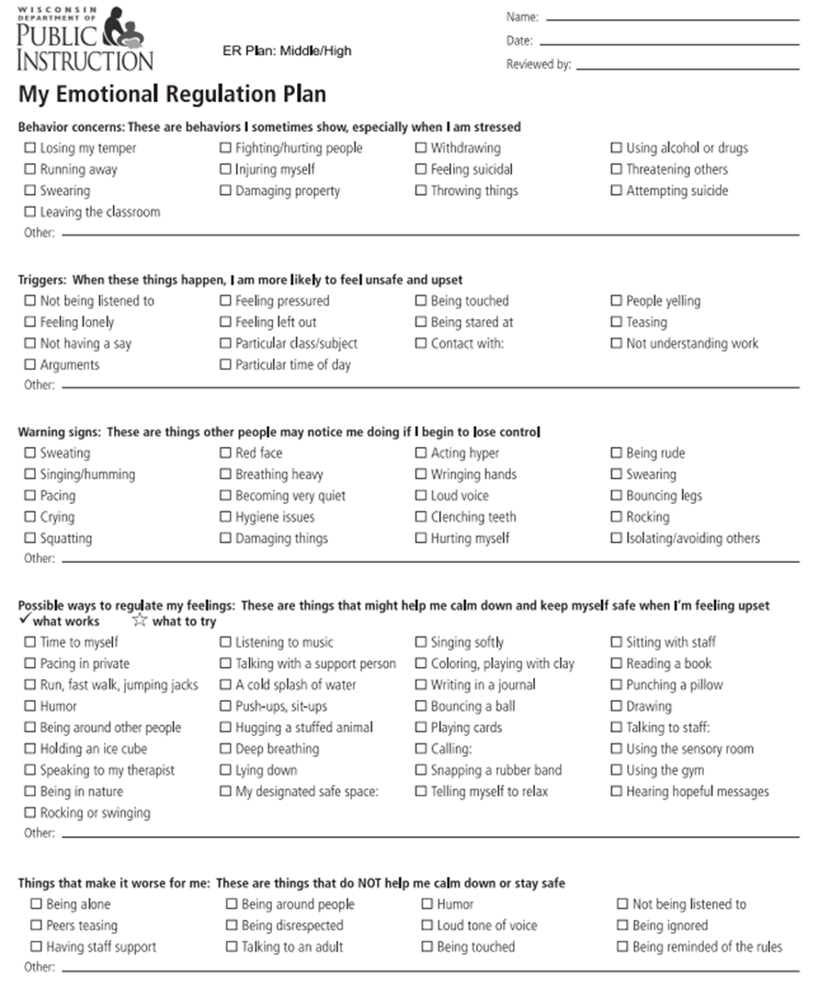 WISCONSIN
DEPARTMENT OF
PUBLIC
INSTRUCTION
ER Plan: Middle/High
Name:
Date:
Reviewed by:
My Emotional Regulation Plan
Behavior concerns: These are behaviors I sometimes show, especially when I am stressed
☐ Losing my temper ☐ Fighting/hurting people ☐ Withdrawing ☐ Using alcohol or drugs
☐ Running away ☐ Injuring myself ☐ Feeling suicidal ☐ Threatening others
☐ Swearing ☐ Damaging property ☐ Throwing things ☐ Attempting suicide
☐ Leaving the classroom
Other:
Triggers: When these things happen, I am more likely to feel unsafe and upset
☐ Not being listened to ☐ Feeling pressured ☐ Being touched ☐ People yelling
☐ Feeling lonely ☐ Feeling left out ☐ Being stared at ☐ Teasing
☐ Not having a say ☐ Particular class/subject ☐ Contact with: ☐ Not understanding work
☐ Arguments ☐ Particular time of day
Other:
Warning signs: These are things other people may notice me doing if I begin to lose control
☐ Sweating ☐ Red face ☐ Acting hyper ☐ Being rude
☐ Singing/humming ☐ Breathing heavy ☐ Wringing hands ☐ Swearing
☐ Pacing ☐ Becoming very quiet ☐ Loud voice ☐ Bouncing legs
☐ Crying ☐ Hygiene issues ☐ Clenching teeth ☐ Rocking
☐ Squatting ☐ Damaging things ☐ Hurting myself ☐ Isolating/avoiding others
Other:
Possible ways to regulate my feelings: These are things that might help me calm down and keep myself safe when I'm feeling upset
✓ what works ☆ what to try
☐ Time to myself ☐ Listening to music ☐ Singing softly ☐ Sitting with staff
☐ Pacing in private ☐ Talking with a support person ☐ Coloring, playing with clay ☐ Reading a book
☐ Run, fast walk, jumping jacks ☐ A cold splash of water ☐ Writing in a journal ☐ Punching a pillow
☐ Humor ☐ Push-ups, sit-ups ☐ Bouncing a ball ☐ Drawing
☐ Being around other people ☐ Hugging a stuffed animal ☐ Playing cards ☐ Talking to staff:
☐ Holding an ice cube ☐ Deep breathing ☐ Calling: ☐ Using the sensory room
☐ Speaking to my therapist ☐ Lying down ☐ Snapping a rubber band ☐ Using the gym
☐ Being in nature ☐ My designated safe space: ☐ Telling myself to relax ☐ Hearing hopeful messages
☐ Rocking or swinging
Other:
Things that make it worse for me: These are things that do NOT help me calm down or stay safe
☐ Being alone ☐ Being around people ☐ Humor ☐ Not being listened to
☐ Peers teasing ☐ Being disrespected ☐ Loud tone of voice ☐ Being ignored
☐ Having staff support ☐ Talking to an adult ☐ Being touched ☐ Being reminded of the rules
Other: